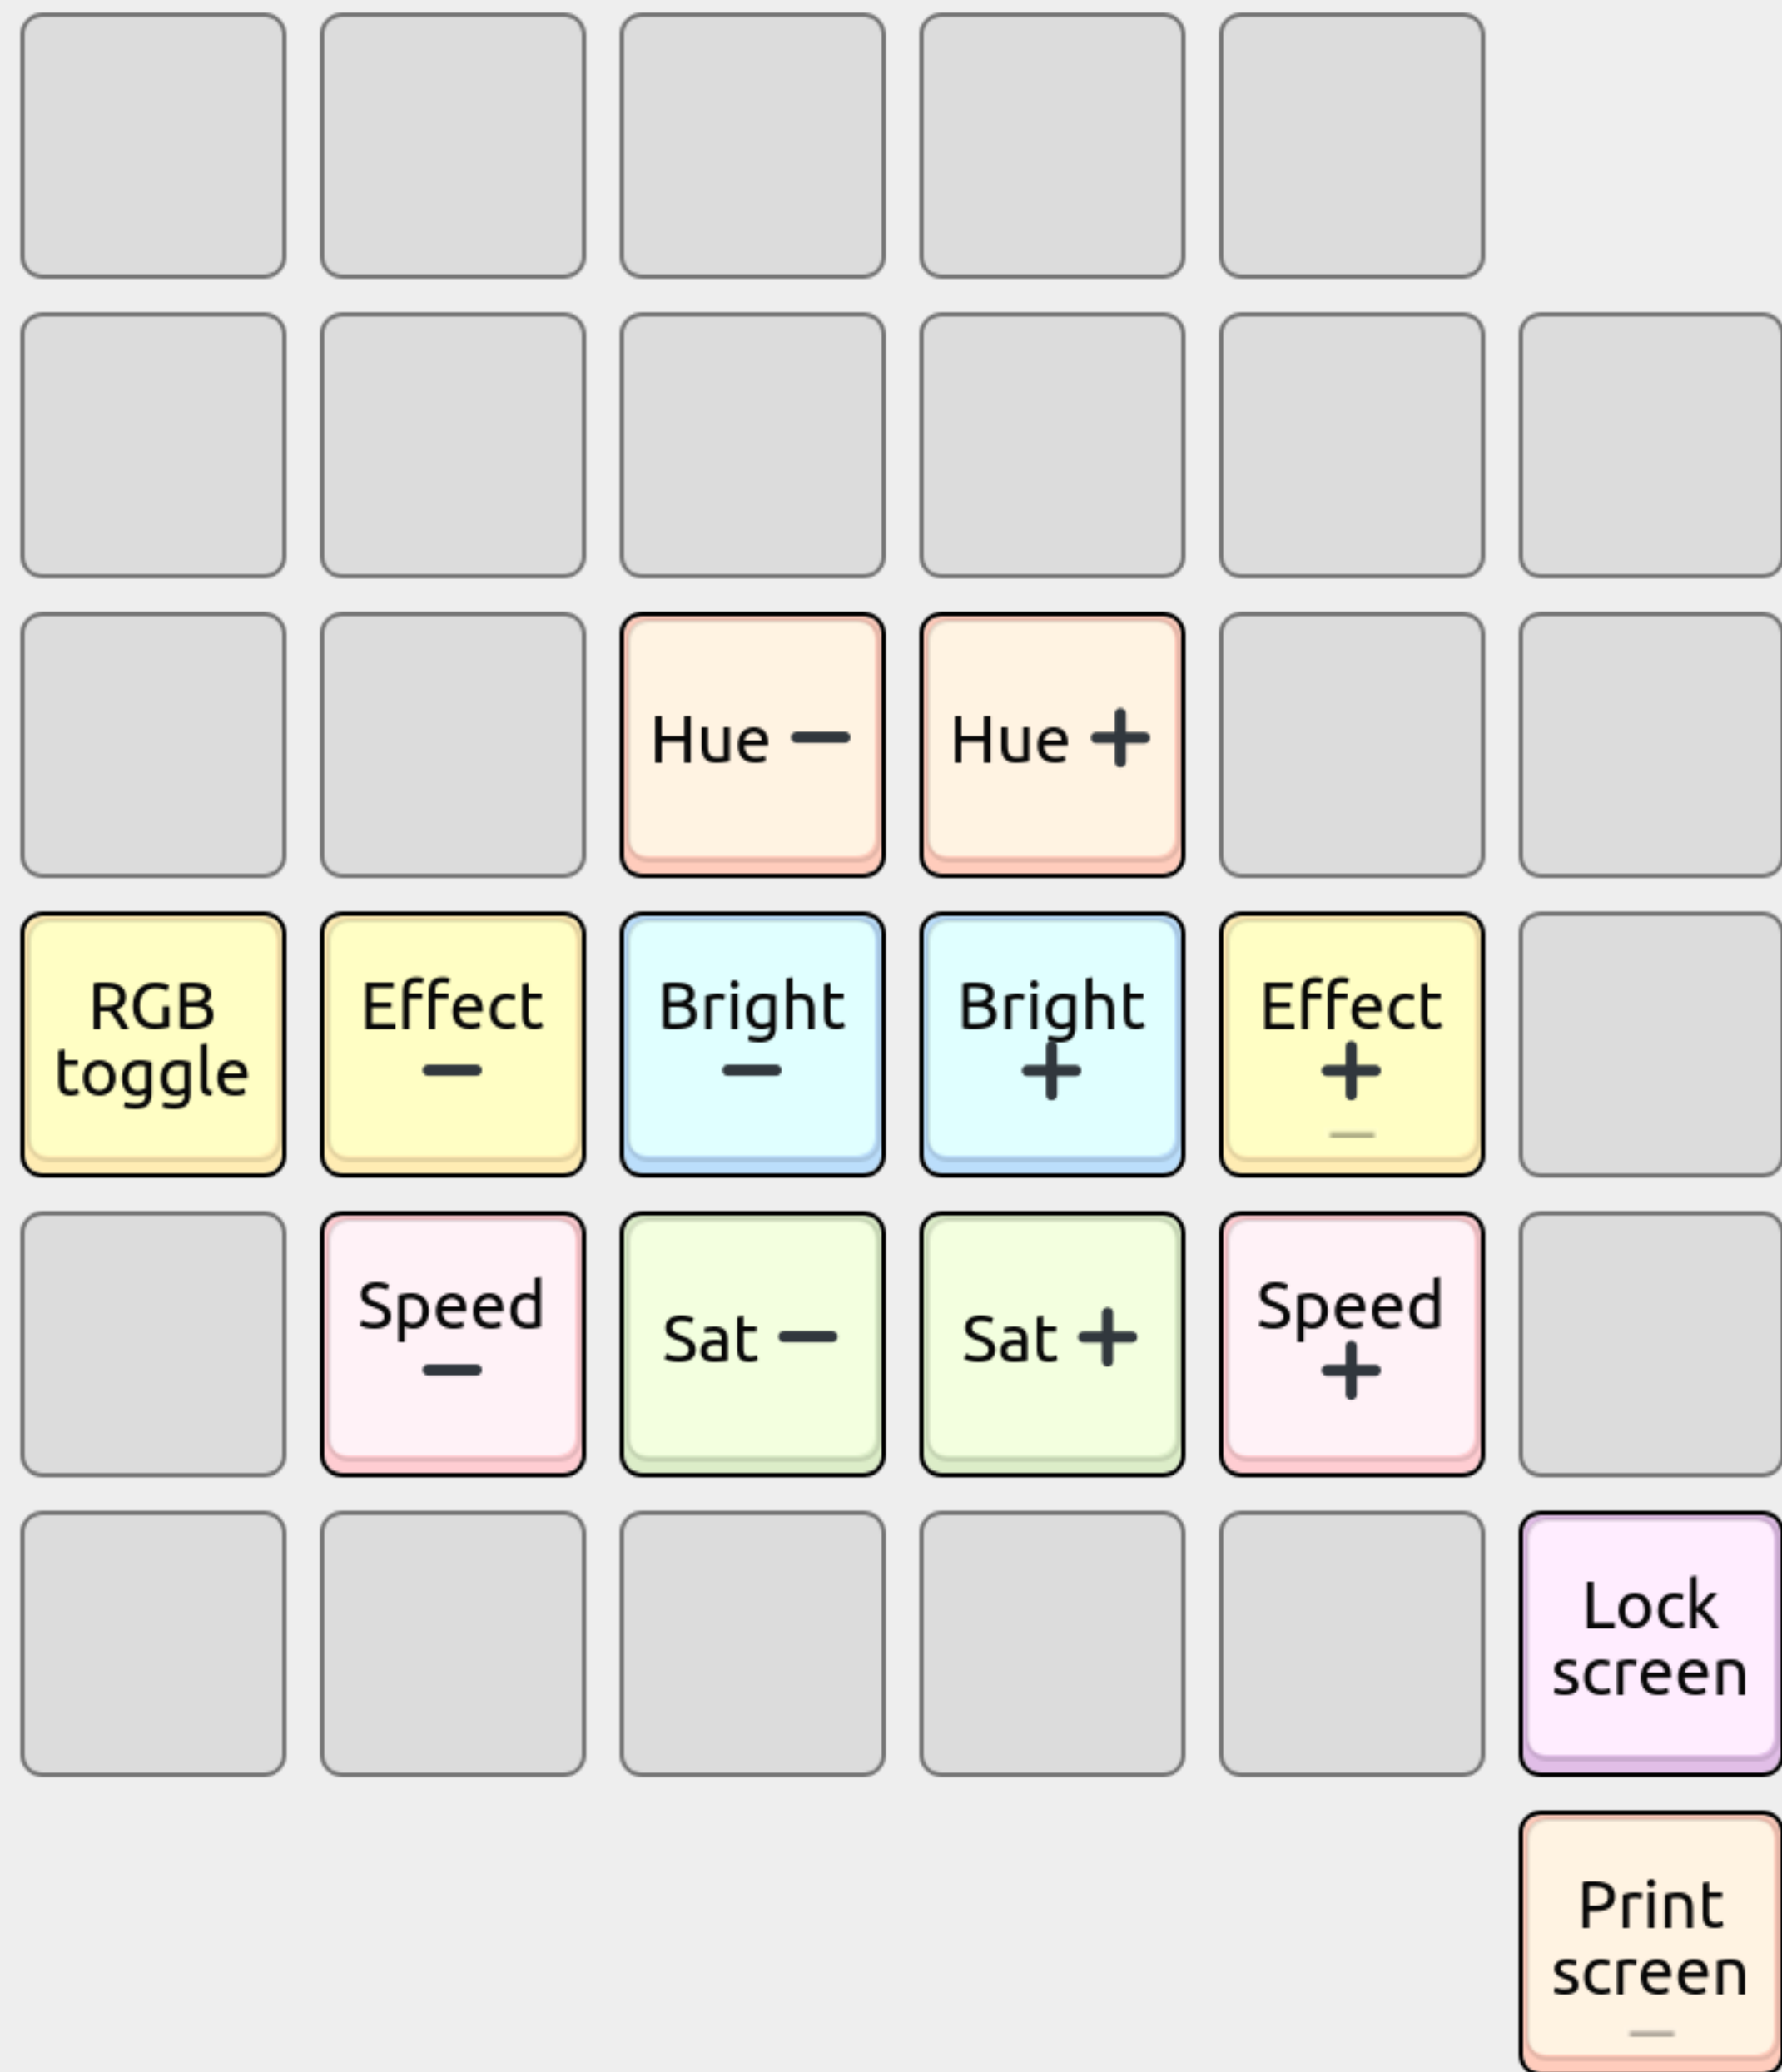 Hue −
Hue +
RGB
toggle
Effect
−
Bright
−
Bright
+
Effect
+
Speed
−
Sat −
Sat +
Speed
+
Lock
screen
Print
screen